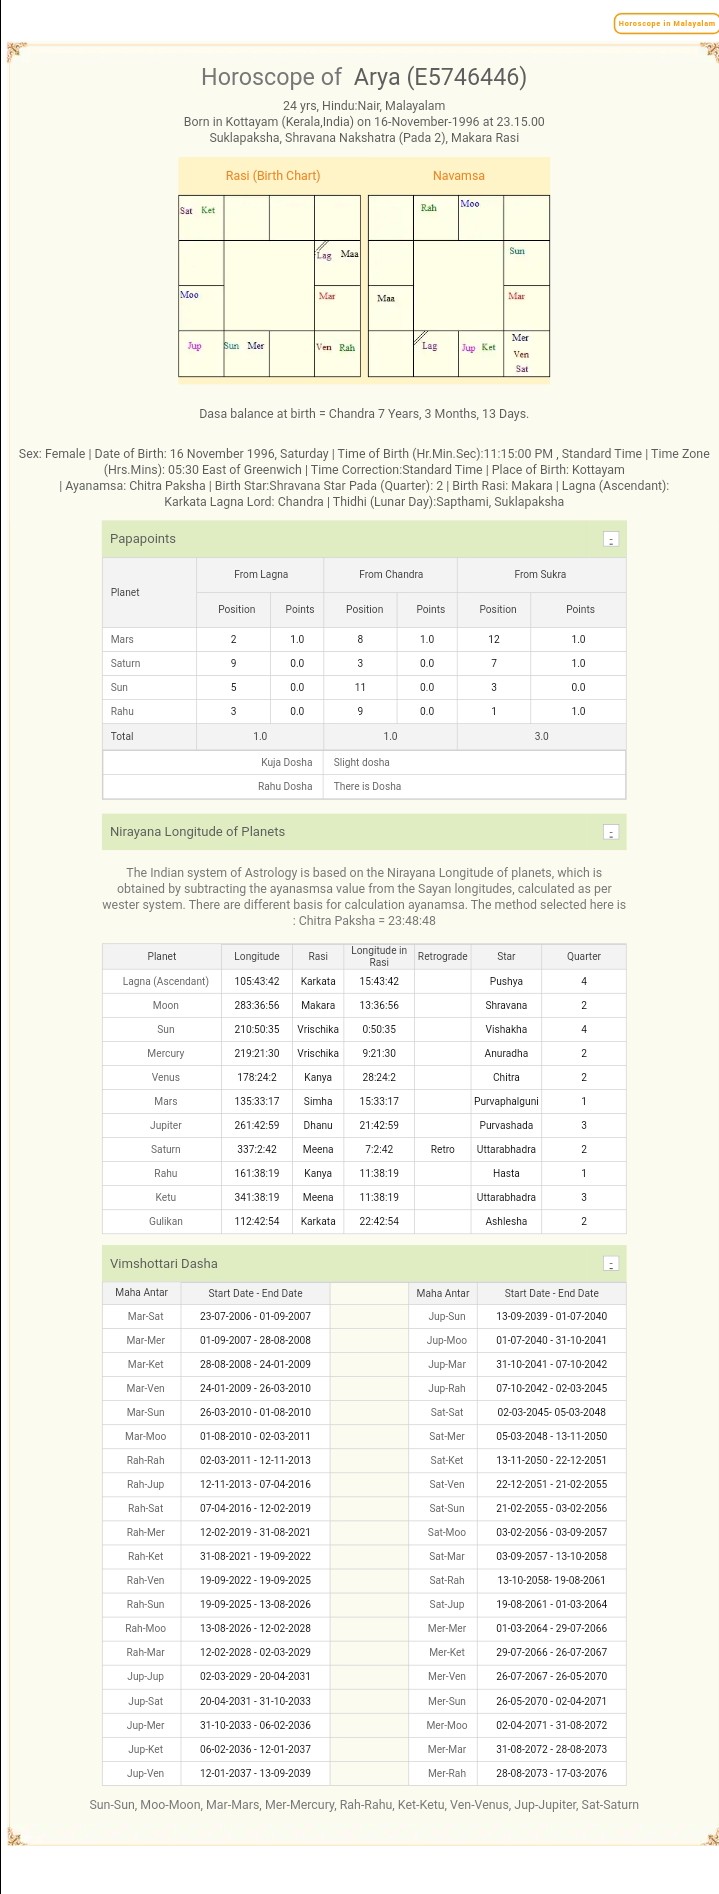 Horoscope in Malayalam
Horoscope of Arya (E5746446)
24 yrs, Hindu:Nair, Malayalam
Born in Kottayam (Kerala,India) on 16-November-1996 at 23.15.00
Suklapaksha, Shravana Nakshatra (Pada 2), Makara Rasi
Rasi (Birth Chart) Navamsa
Sat Ket Rah Moo
Lag Maa Sun
Moo Mar Maa Mar
Jup Sun Mer Ven Rah Lag Jup Ket Mer
Ven
Sat
Dasa balance at birth = Chandra 7 Years, 3 Months, 13 Days.
Sex: Female | Date of Birth: 16 November 1996, Saturday | Time of Birth (Hr.Min.Sec):11:15:00 PM , Standard Time | Time Zone
(Hrs.Mins): 05:30 East of Greenwich | Time Correction:Standard Time | Place of Birth: Kottayam
| Ayanamsa: Chitra Paksha | Birth Star:Shravana Star Pada (Quarter): 2 | Birth Rasi: Makara | Lagna (Ascendant):
Karkata Lagna Lord: Chandra | Thidhi (Lunar Day):Sapthami, Suklapaksha
Papapoints -
Planet From Lagna From Chandra From Sukra
Position Points Position Points Position Points
Mars 2 1.0 8 1.0 12 1.0
Saturn 9 0.0 3 0.0 7 1.0
Sun 5 0.0 11 0.0 3 0.0
Rahu 3 0.0 9 0.0 1 1.0
Total 1.0 1.0 3.0
Kuja Dosha Slight dosha
Rahu Dosha There is Dosha
Nirayana Longitude of Planets -
The Indian system of Astrology is based on the Nirayana Longitude of planets, which is
obtained by subtracting the ayanasmsa value from the Sayan longitudes, calculated as per
wester system. There are different basis for calculation ayanamsa. The method selected here is
: Chitra Paksha = 23:48:48
Planet Longitude Rasi Longitude in Rasi Retrograde Star Quarter
Lagna (Ascendant) 105:43:42 Karkata 15:43:42 Pushya 4
Moon 283:36:56 Makara 13:36:56 Shravana 2
Sun 210:50:35 Vrischika 0:50:35 Vishakha 4
Mercury 219:21:30 Vrischika 9:21:30 Anuradha 2
Venus 178:24:2 Kanya 28:24:2 Chitra 2
Mars 135:33:17 Simha 15:33:17 Purvaphalguni 1
Jupiter 261:42:59 Dhanu 21:42:59 Purvashada 3
Saturn 337:2:42 Meena 7:2:42 Retro Uttarabhadra 2
Rahu 161:38:19 Kanya 11:38:19 Hasta 1
Ketu 341:38:19 Meena 11:38:19 Uttarabhadra 3
Gulikan 112:42:54 Karkata 22:42:54 Ashlesha 2
Vimshottari Dasha -
Maha Antar Start Date - End Date Maha Antar Start Date - End Date
Mar-Sat 23-07-2006 - 01-09-2007 Jup-Sun 13-09-2039 - 01-07-2040
Mar-Mer 01-09-2007 - 28-08-2008 Jup-Moo 01-07-2040 - 31-10-2041
Mar-Ket 28-08-2008 - 24-01-2009 Jup-Mar 31-10-2041 - 07-10-2042
Mar-Ven 24-01-2009 - 26-03-2010 Jup-Rah 07-10-2042 - 02-03-2045
Mar-Sun 26-03-2010 - 01-08-2010 Sat-Sat 02-03-2045- 05-03-2048
Mar-Moo 01-08-2010 - 02-03-2011 Sat-Mer 05-03-2048 - 13-11-2050
Rah-Rah 02-03-2011 - 12-11-2013 Sat-Ket 13-11-2050 - 22-12-2051
Rah-Jup 12-11-2013 - 07-04-2016 Sat-Ven 22-12-2051 - 21-02-2055
Rah-Sat 07-04-2016 - 12-02-2019 Sat-Sun 21-02-2055 - 03-02-2056
Rah-Mer 12-02-2019 - 31-08-2021 Sat-Moo 03-02-2056 - 03-09-2057
Rah-Ket 31-08-2021 - 19-09-2022 Sat-Mar 03-09-2057 - 13-10-2058
Rah-Ven 19-09-2022 - 19-09-2025 Sat-Rah 13-10-2058- 19-08-2061
Rah-Sun 19-09-2025 - 13-08-2026 Sat-Jup 19-08-2061 - 01-03-2064
Rah-Moo 13-08-2026 - 12-02-2028 Mer-Mer 01-03-2064 - 29-07-2066
Rah-Mar 12-02-2028 - 02-03-2029 Mer-Ket 29-07-2066 - 26-07-2067
Jup-Jup 02-03-2029 - 20-04-2031 Mer-Ven 26-07-2067 - 26-05-2070
Jup-Sat 20-04-2031 - 31-10-2033 Mer-Sun 26-05-2070 - 02-04-2071
Jup-Mer 31-10-2033 - 06-02-2036 Mer-Moo 02-04-2071 - 31-08-2072
Jup-Ket 06-02-2036 - 12-01-2037 Mer-Mar 31-08-2072 - 28-08-2073
Jup-Ven 12-01-2037 - 13-09-2039 Mer-Rah 28-08-2073 - 17-03-2076
Sun-Sun, Moo-Moon, Mar-Mars, Mer-Mercury, Rah-Rahu, Ket-Ketu, Ven-Venus, Jup-Jupiter, Sat-Saturn